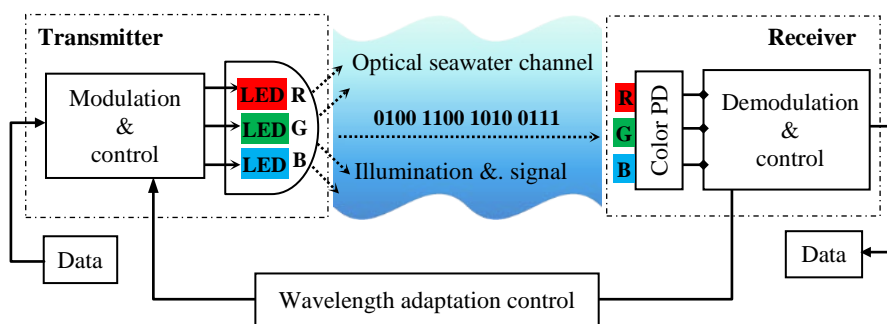 Transmitter
Modulation
&
control
LED R
LED G
LED B
Optical seawater channel
0100 1100 1010 0111
Illumination &. signal
Receiver
R
G
B
Color PD
Demodulation
&
control
Data
Data
Wavelength adaptation control